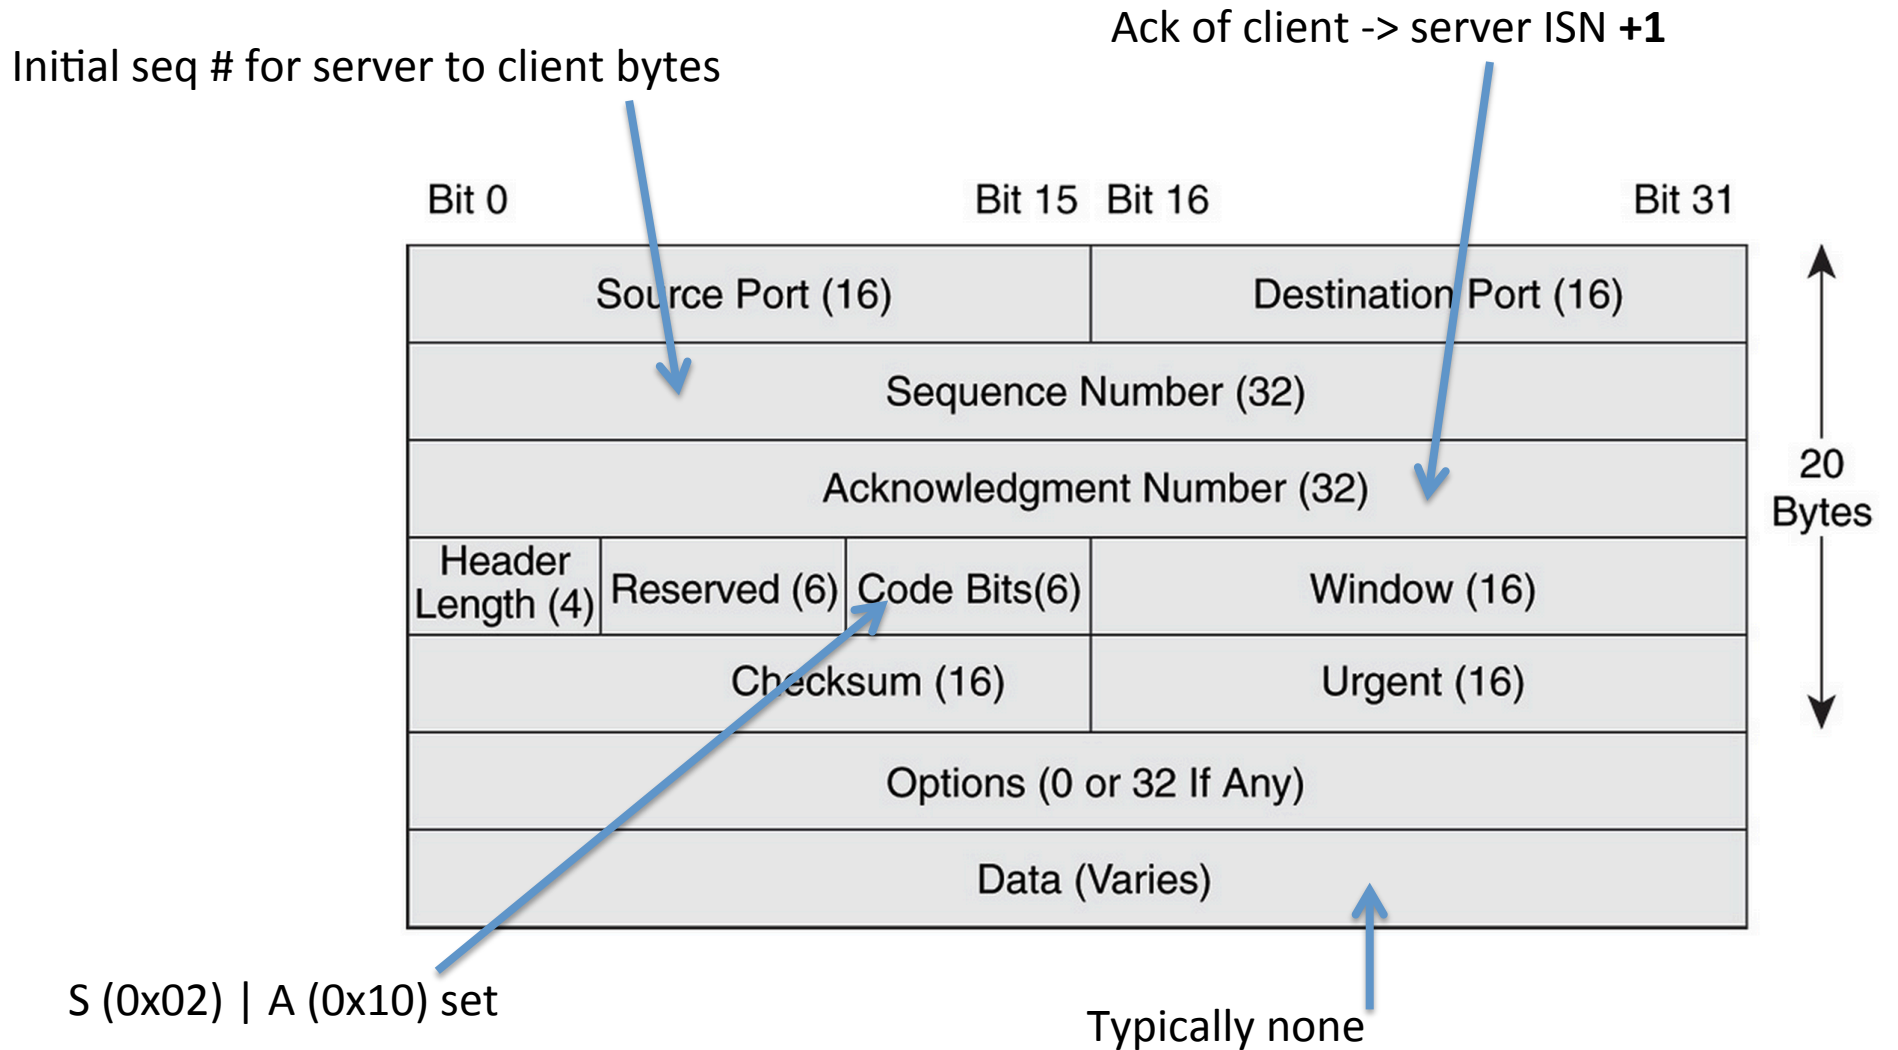 Ack of client -> server ISN +1
Initial seq # for server to client bytes
Bit 0 Bit 15 Bit 16 Bit 31
Source Port (16) Destination Port (16)
Sequence Number (32)
Acknowledgment Number (32)
20
Bytes
Header
Length (4) Reserved (6) Code Bits(6) Window (16)
Checksum (16) Urgent (16)
Options (0 or 32 If Any)
Data (Varies)
S (0x02) | A (0x10) set
Typically none